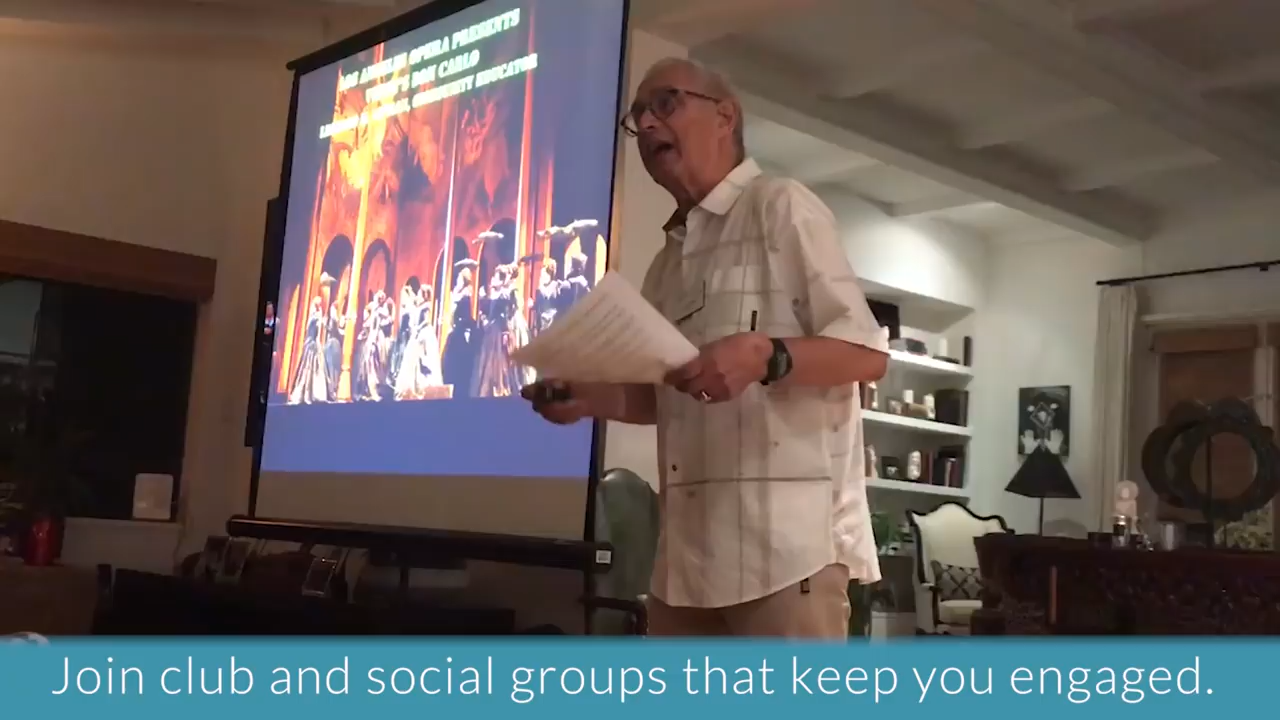 LOS ANGELES OPERA PRESENTS
VERDI'S DON CARLO
COMMUNITY EDUCATOR
Join club and social groups that keep you engaged.